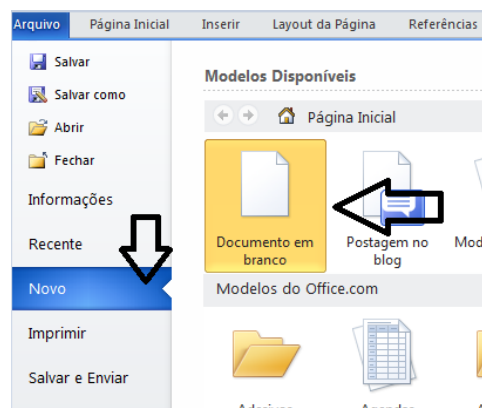 Arquivo Página Inicial Inserir Layout da Página Referências
Salvar
Salvar como
Abrir
Fechar
Informações
Recente
Novo
Imprimir
Salvar e Enviar
Modelos Disponíveis
Página Inicial
Documento em
branco
Postagem no
blog
Modelos do Office.com